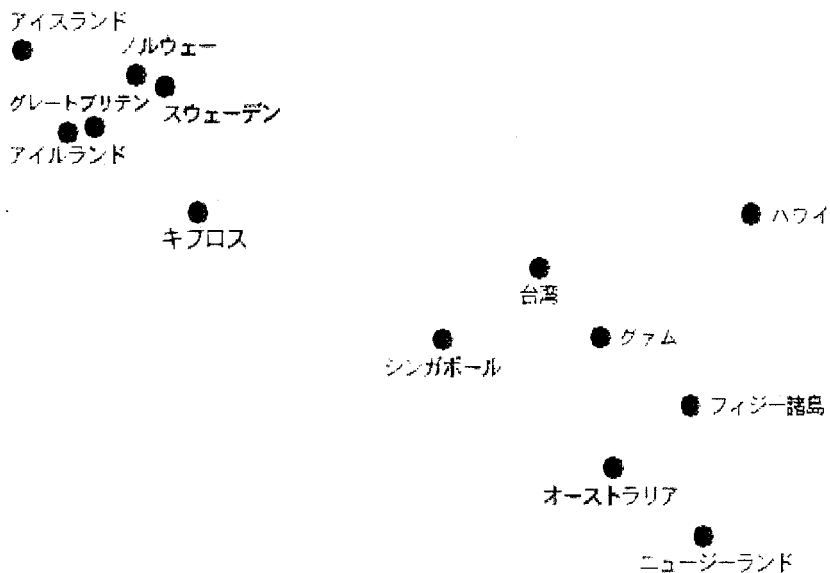 アイスランド
ノルウェー
グレートブリテン
スウェーデン
アイルランド
キプロス
ハワイ
台湾
グァム
シンガポール
フィジー諸島
オーストラリア
ニュージーランド